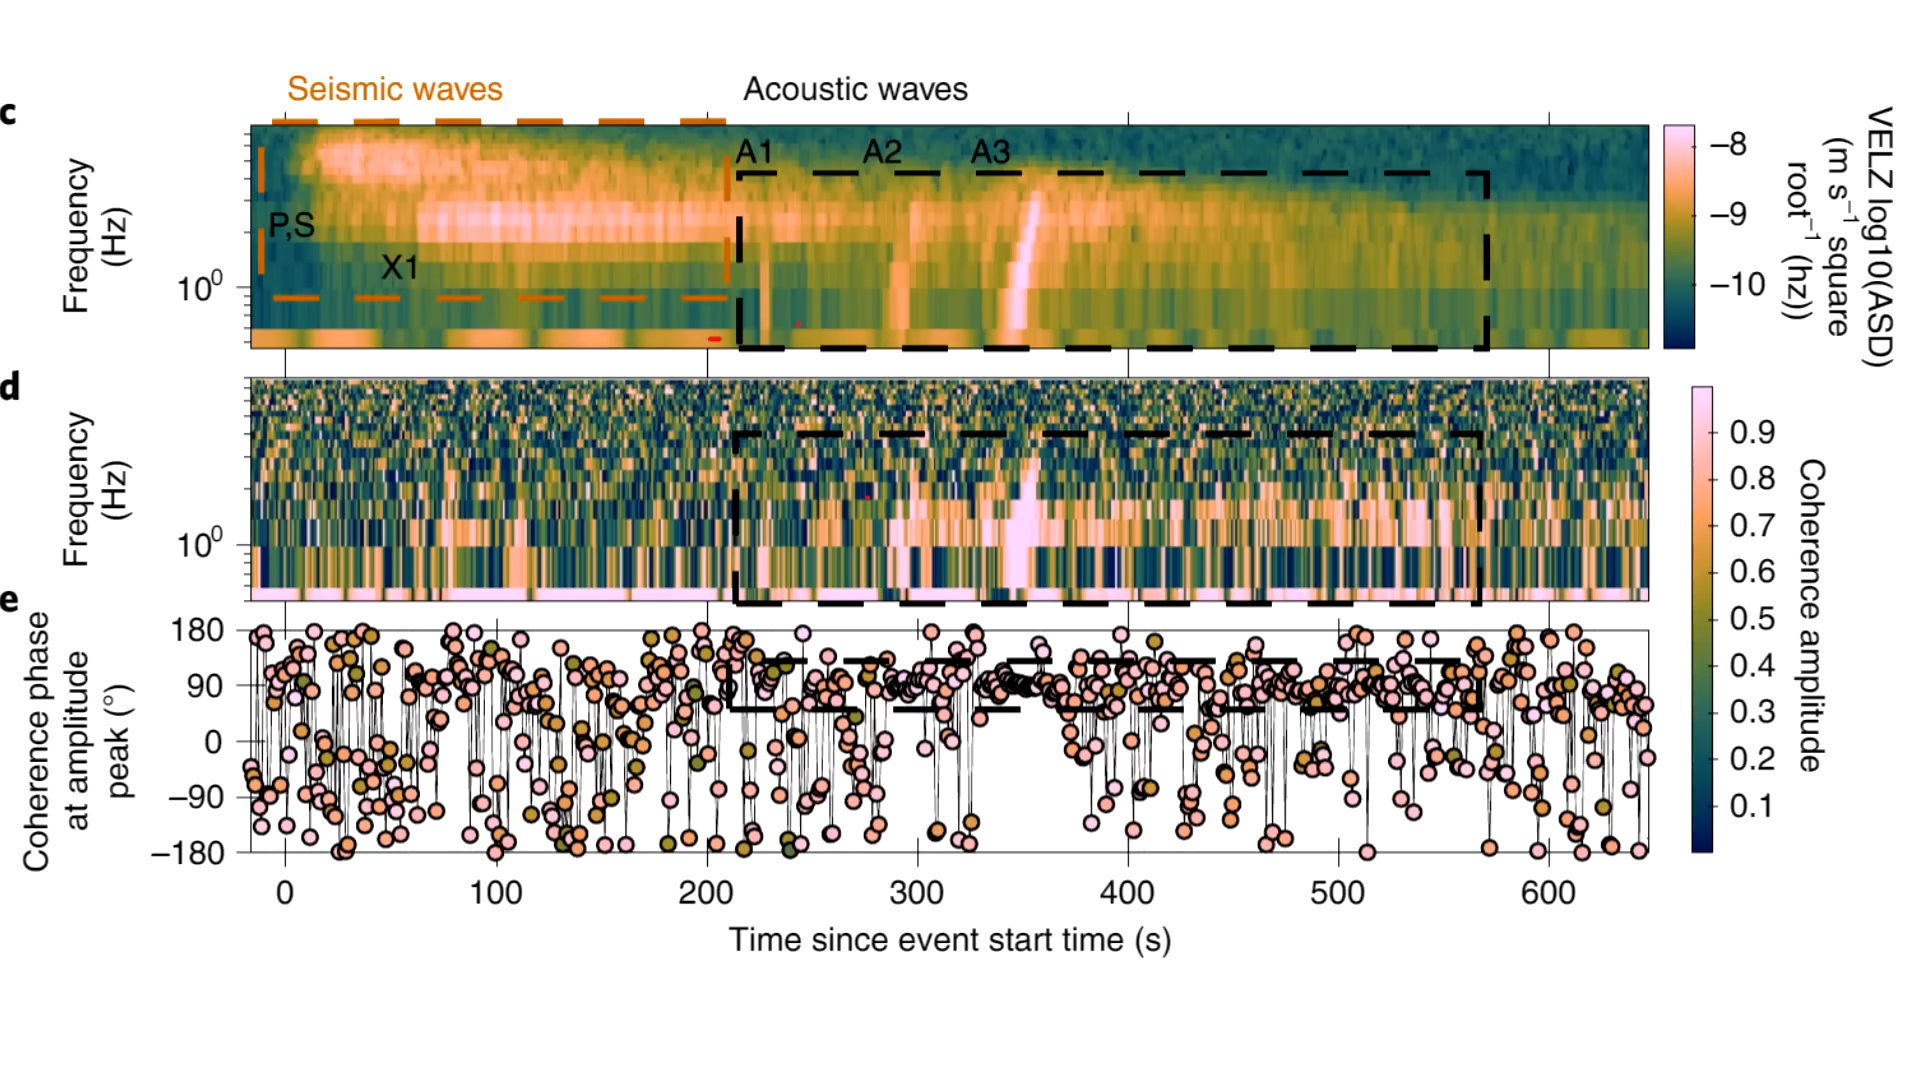 Seismic waves
Acoustic waves
c
Frequency
(Hz)
10⁰
P,S
X1
A1
A2
A3
−8
−9
−10
VELZ log10(ASD)
(m s⁻¹ square
root⁻¹ (hz))
d
Frequency
(Hz)
10⁰
0.9
0.8
0.7
0.6
0.5
0.4
0.3
0.2
0.1
Coherence amplitude
e
Coherence phase
at amplitude
peak (°)
180
90
0
−90
−180
0
100
200
300
400
500
600
Time since event start time (s)